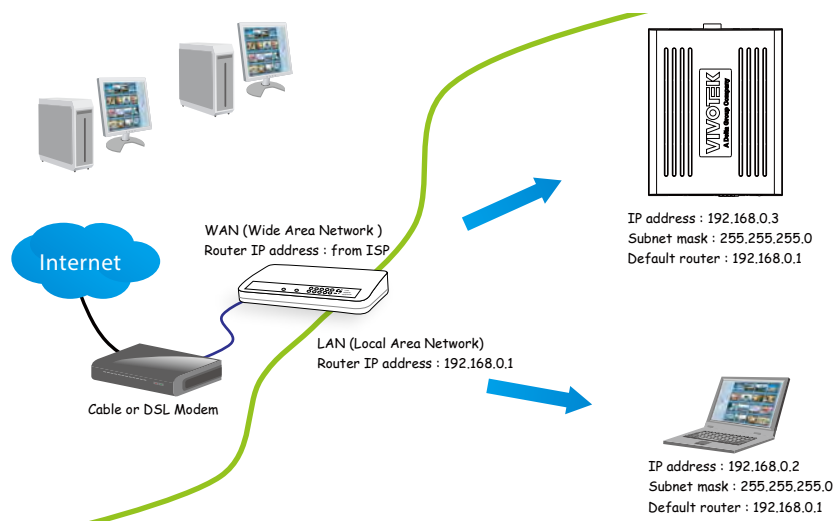 VIVOTEK
A Delta Group Company
IP address : 192.168.0.3
Subnet mask : 255.255.255.0
Default router : 192.168.0.1
WAN (Wide Area Network )
Router IP address : from ISP
Internet
LAN (Local Area Network)
Router IP address : 192.168.0.1
Cable or DSL Modem
IP address : 192.168.0.2
Subnet mask : 255.255.255.0
Default router : 192.168.0.1